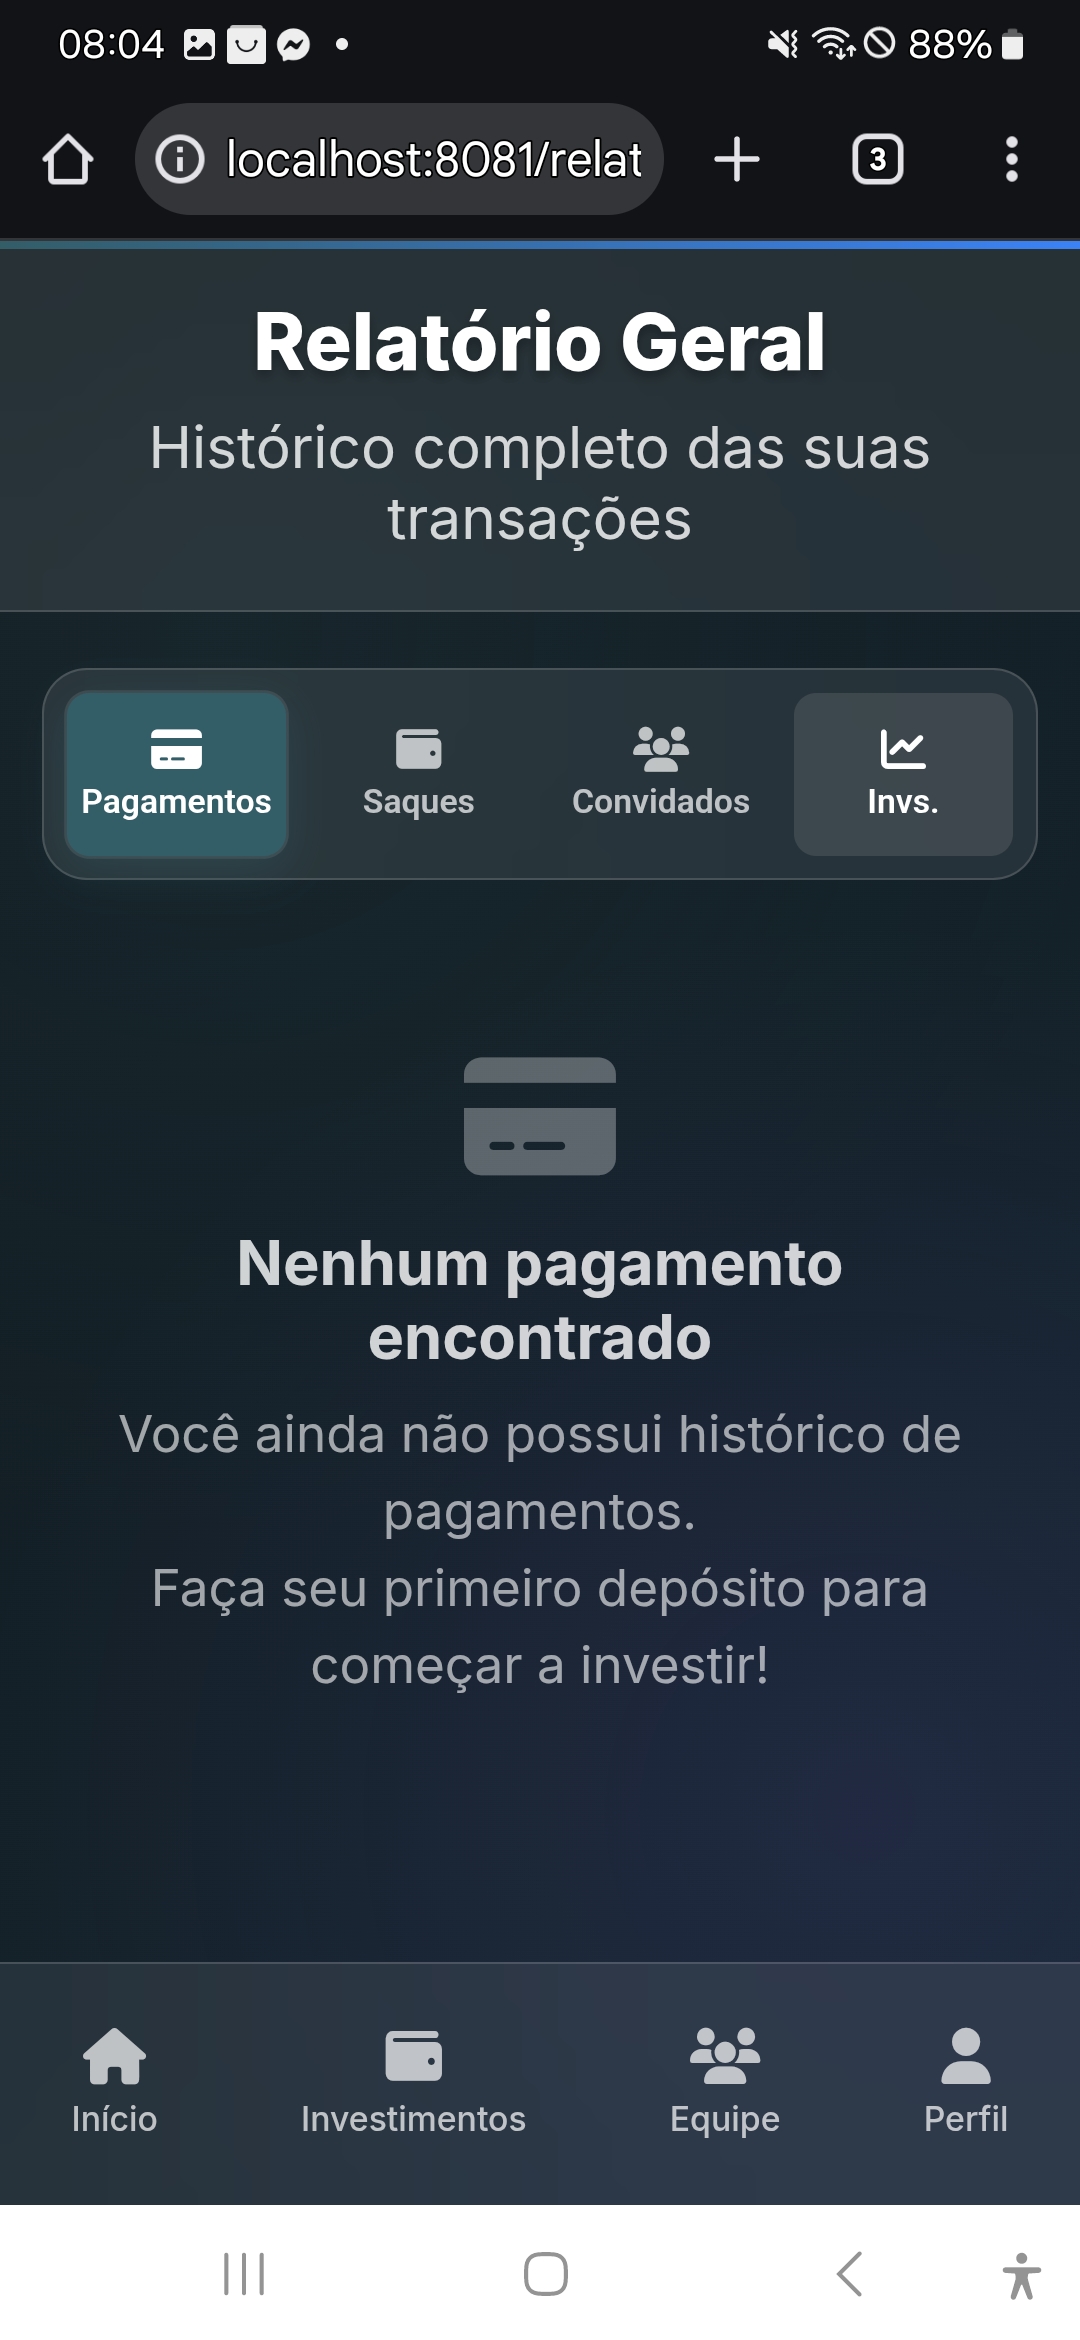 08:04
88%
localhost:8081/relat
3
Relatório Geral
Histórico completo das suas
transações
Pagamentos
Saques
Convidados
Invs.
Nenhum pagamento
encontrado
Você ainda não possui histórico de
pagamentos.
Faça seu primeiro depósito para
começar a investir!
Início
Investimentos
Equipe
Perfil